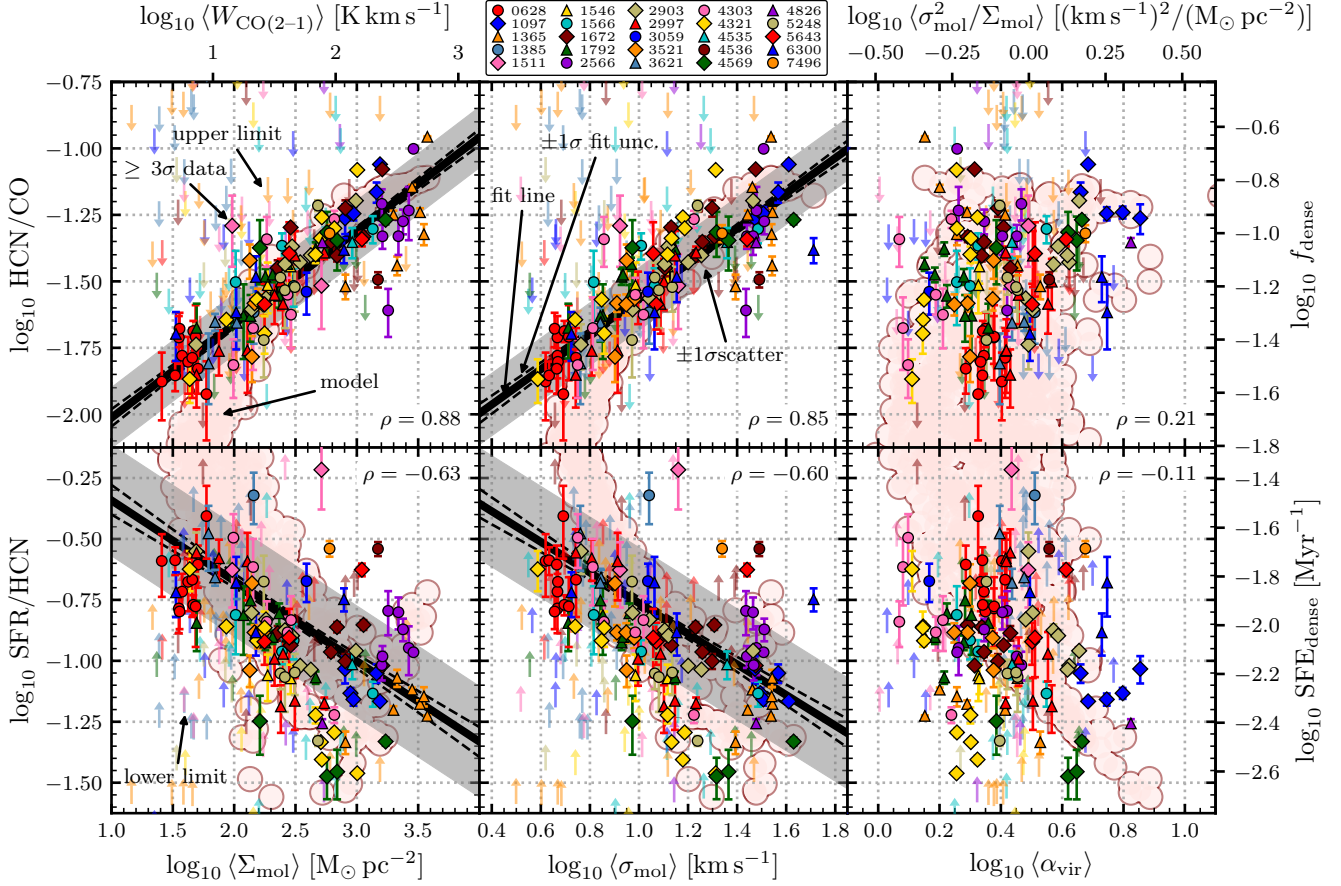 log₁₀ ⟨W_CO(2−1)⟩ [K km s⁻¹]
1 2 3
0628 1546 2903 4303 4826
1097 1566 2997 4321 5248
1365 1672 3059 4535 5643
1385 1792 3521 4536 6300
1511 2566 3621 4569 7496
log₁₀ ⟨σ²_mol/Σ_mol⟩ [(km s⁻¹)²/(M⊙ pc⁻²)]
−0.50 −0.25 0.00 0.25 0.50
log₁₀ HCN/CO
−0.75
−1.00
−1.25
−1.50
−1.75
−2.00
upper limit
≥ 3σ data
model
ρ = 0.88
±1σ fit unc.
fit line
±1σscatter
ρ = 0.85
ρ = 0.21
−0.6
−0.8
−1.0
−1.2
−1.4
−1.6
−1.8
log₁₀ f_dense
log₁₀ SFR/HCN
−0.25
−0.50
−0.75
−1.00
−1.25
−1.50
ρ = −0.63
lower limit
ρ = −0.60
ρ = −0.11
−1.4
−1.6
−1.8
−2.0
−2.2
−2.4
−2.6
log₁₀ SFE_dense [Myr⁻¹]
1.0 1.5 2.0 2.5 3.0 3.5
log₁₀ ⟨Σ_mol⟩ [M⊙ pc⁻²]
0.4 0.6 0.8 1.0 1.2 1.4 1.6 1.8
log₁₀ ⟨σ_mol⟩ [km s⁻¹]
0.0 0.2 0.4 0.6 0.8 1.0
log₁₀ ⟨α_vir⟩